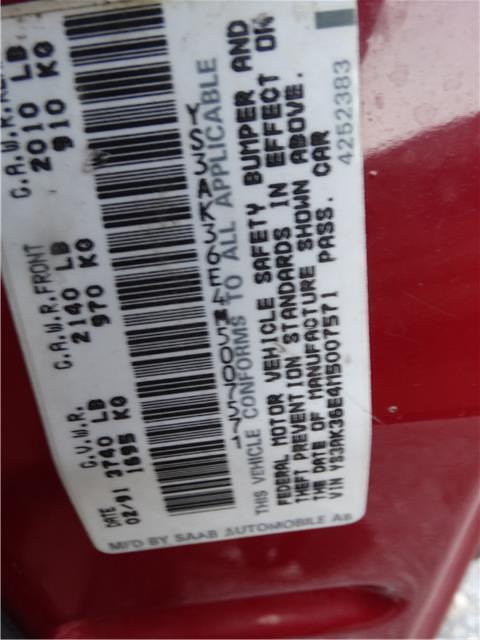 MFD BY SAAB AUTOMOBILE AB
DATE G.V.W.R. G.A.W.R.FRONT G.A.W.R.
02/91 3740 LB 2140 LB 2010 LB
1695 KG 970 KG 910 KG
THIS VEHICLE CONFORMS TO ALL APPLICABLE
FEDERAL MOTOR VEHICLE SAFETY BUMPER AND
THEFT PREVENTION STANDARDS IN EFFECT ON
THE DATE OF MANUFACTURE SHOWN ABOVE.
VIN YS3AK36E4M5007571 PASS. CAR
4252383